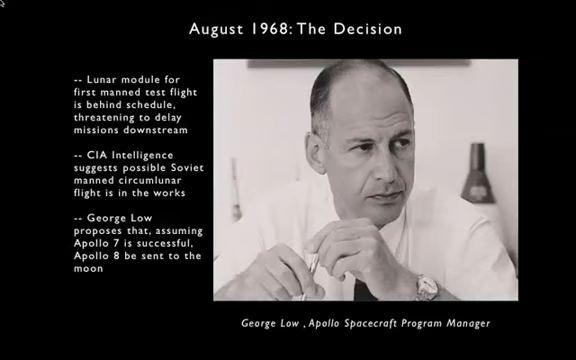 August 1968: The Decision
-- Lunar module for
first manned test flight
is behind schedule,
threatening to delay
missions downstream
-- CIA Intelligence
suggests possible Soviet
manned circumlunar
flight is in the works
-- George Low
proposes that, assuming
Apollo 7 is successful,
Apollo 8 be sent to the
moon
George Low , Apollo Spacecraft Program Manager